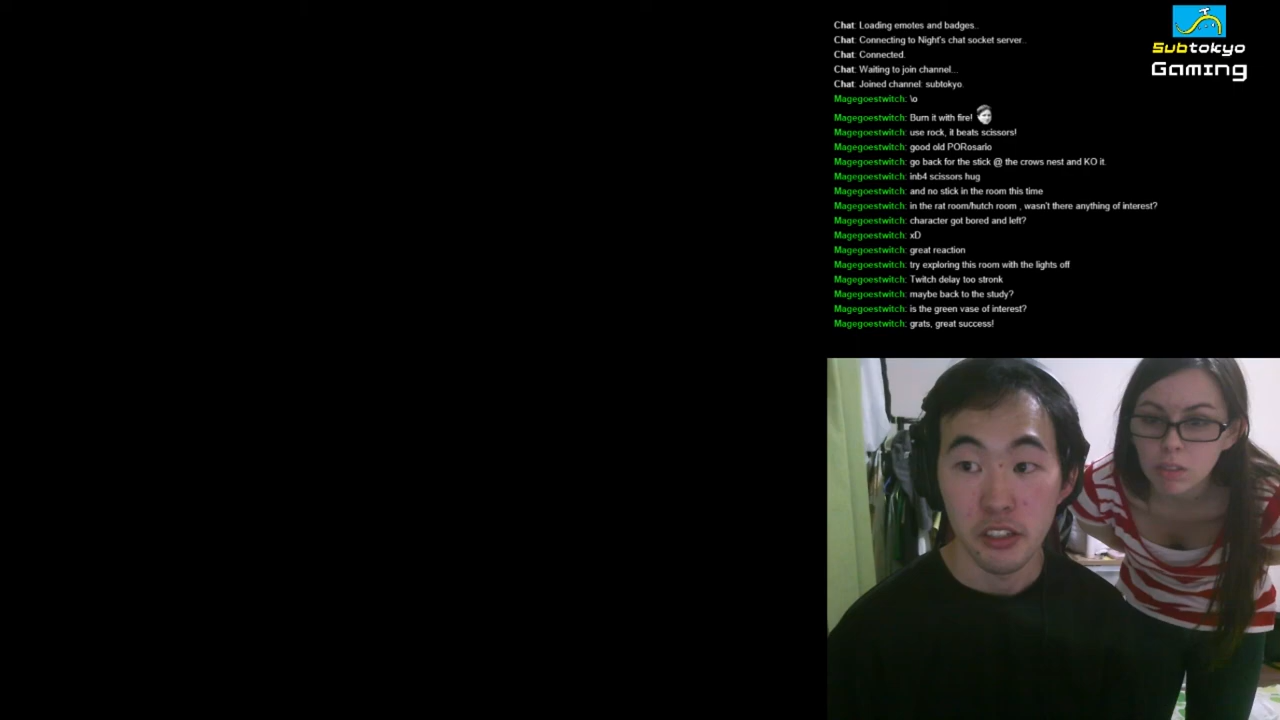 Chat: Loading emotes and badges..
Chat: Connecting to Night's chat socket server..
Chat: Connected.
Chat: Waiting to join channel...
Chat: Joined channel: subtokyo.
Magegoestwitch: \o
Magegoestwitch: Burn it with fire!
Magegoestwitch: use rock, it beats scissors!
Magegoestwitch: good old PORosario
Magegoestwitch: go back for the stick @ the crows nest and KO it.
Magegoestwitch: inb4 scissors hug
Magegoestwitch: and no stick in the room this time
Magegoestwitch: in the rat room/hutch room , wasn't there anything of interest?
Magegoestwitch: character got bored and left?
Magegoestwitch: xD
Magegoestwitch: great reaction
Magegoestwitch: try exploring this room with the lights off
Magegoestwitch: Twitch delay too stronk
Magegoestwitch: maybe back to the study?
Magegoestwitch: is the green vase of interest?
Magegoestwitch: grats, great success!
Subtokyo
Gaming